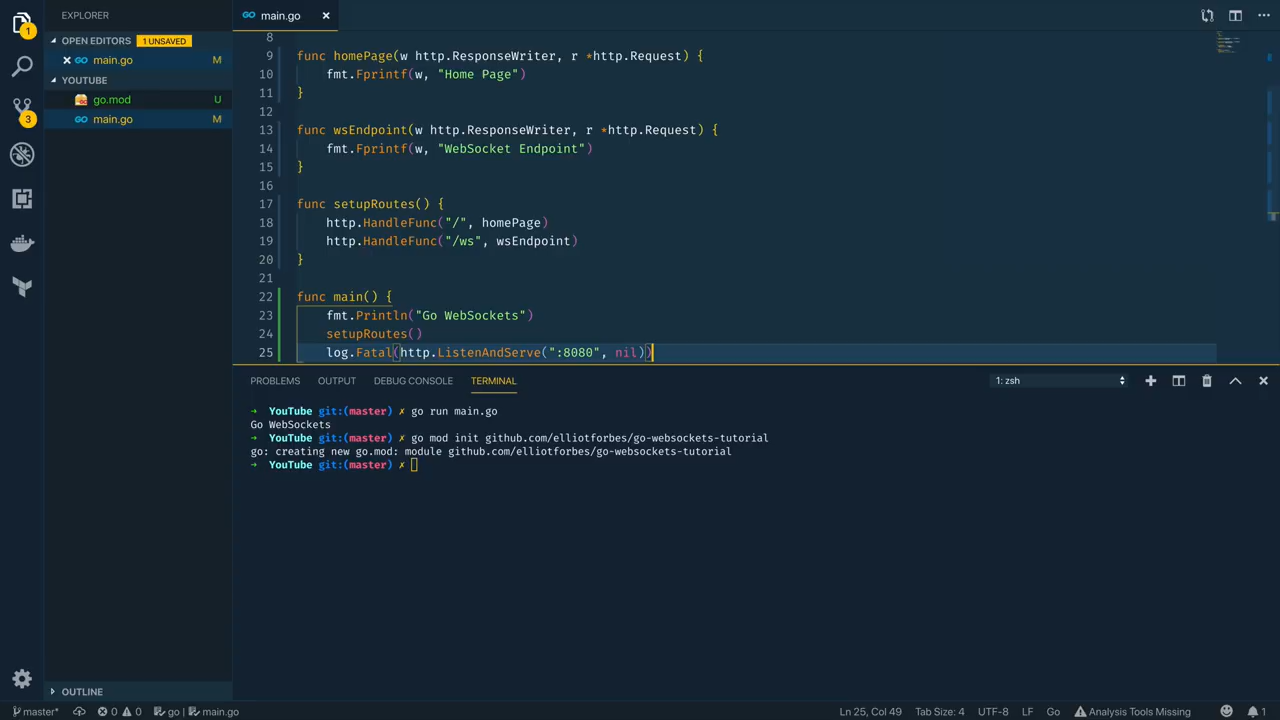 EXPLORER
OPEN EDITORS 1 UNSAVED
main.go M
YOUTUBE
go.mod U
main.go M
OUTLINE
1
3
main.go
8
9 func homePage(w http.ResponseWriter, r *http.Request) {
10 fmt.Fprintf(w, "Home Page")
11 }
12
13 func wsEndpoint(w http.ResponseWriter, r *http.Request) {
14 fmt.Fprintf(w, "WebSocket Endpoint")
15 }
16
17 func setupRoutes() {
18 http.HandleFunc("/", homePage)
19 http.HandleFunc("/ws", wsEndpoint)
20 }
21
22 func main() {
23 fmt.Println("Go WebSockets")
24 setupRoutes()
25 log.Fatal(http.ListenAndServe(":8080", nil))
PROBLEMS OUTPUT DEBUG CONSOLE TERMINAL 1: zsh
→ YouTube git:(master) ✗ go run main.go
Go WebSockets
→ YouTube git:(master) ✗ go mod init github.com/elliotforbes/go-websockets-tutorial
go: creating new go.mod: module github.com/elliotforbes/go-websockets-tutorial
→ YouTube git:(master) ✗
master* 0 0 go | main.go Ln 25, Col 49 Tab Size: 4 UTF-8 LF Go Analysis Tools Missing 1